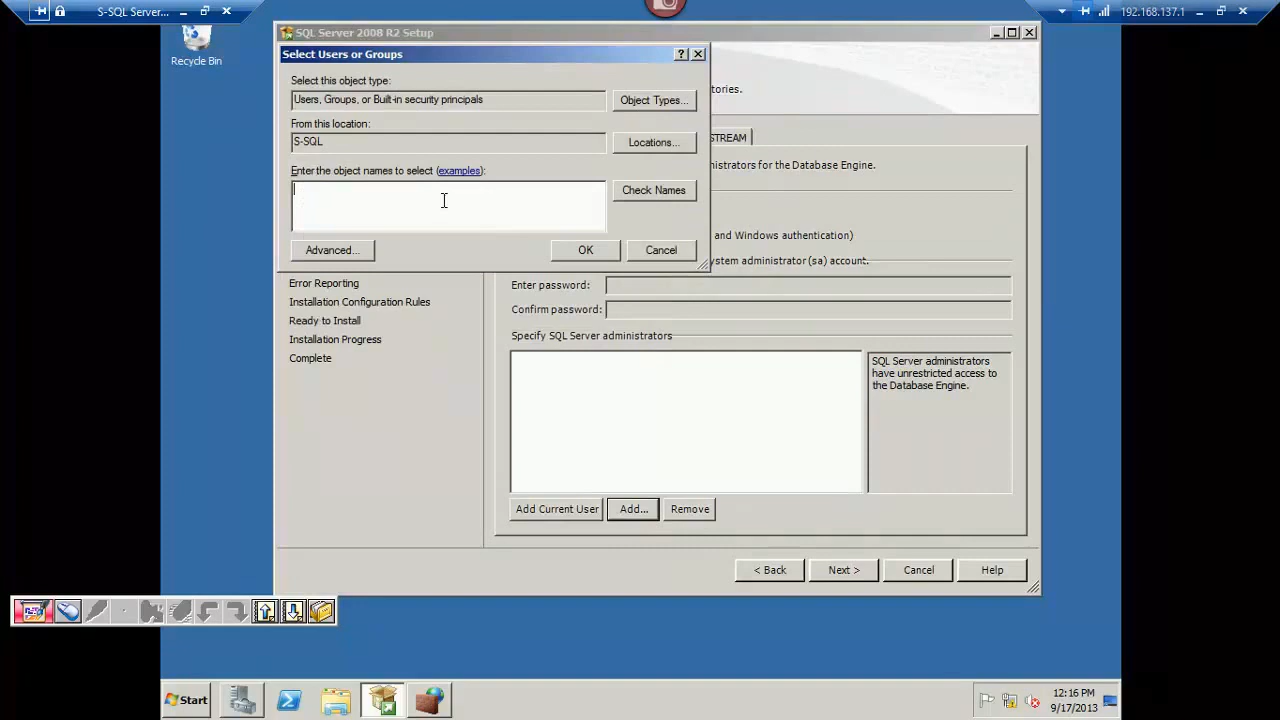 S-SQL Server...
192.168.137.1
Recycle Bin
SQL Server 2008 R2 Setup
Select Users or Groups
Select this object type:
Users, Groups, or Built-in security principals
Object Types...
From this location:
S-SQL
Locations...
Enter the object names to select (examples):
Check Names
Advanced...
OK
Cancel
tories.
STREAM
istrators for the Database Engine.
and Windows authentication)
ystem administrator (sa) account.
Error Reporting
Installation Configuration Rules
Ready to Install
Installation Progress
Complete
Enter password:
Confirm password:
Specify SQL Server administrators
SQL Server administrators
have unrestricted access to
the Database Engine.
Add Current User
Add...
Remove
< Back
Next >
Cancel
Help
Start
12:16 PM
9/17/2013